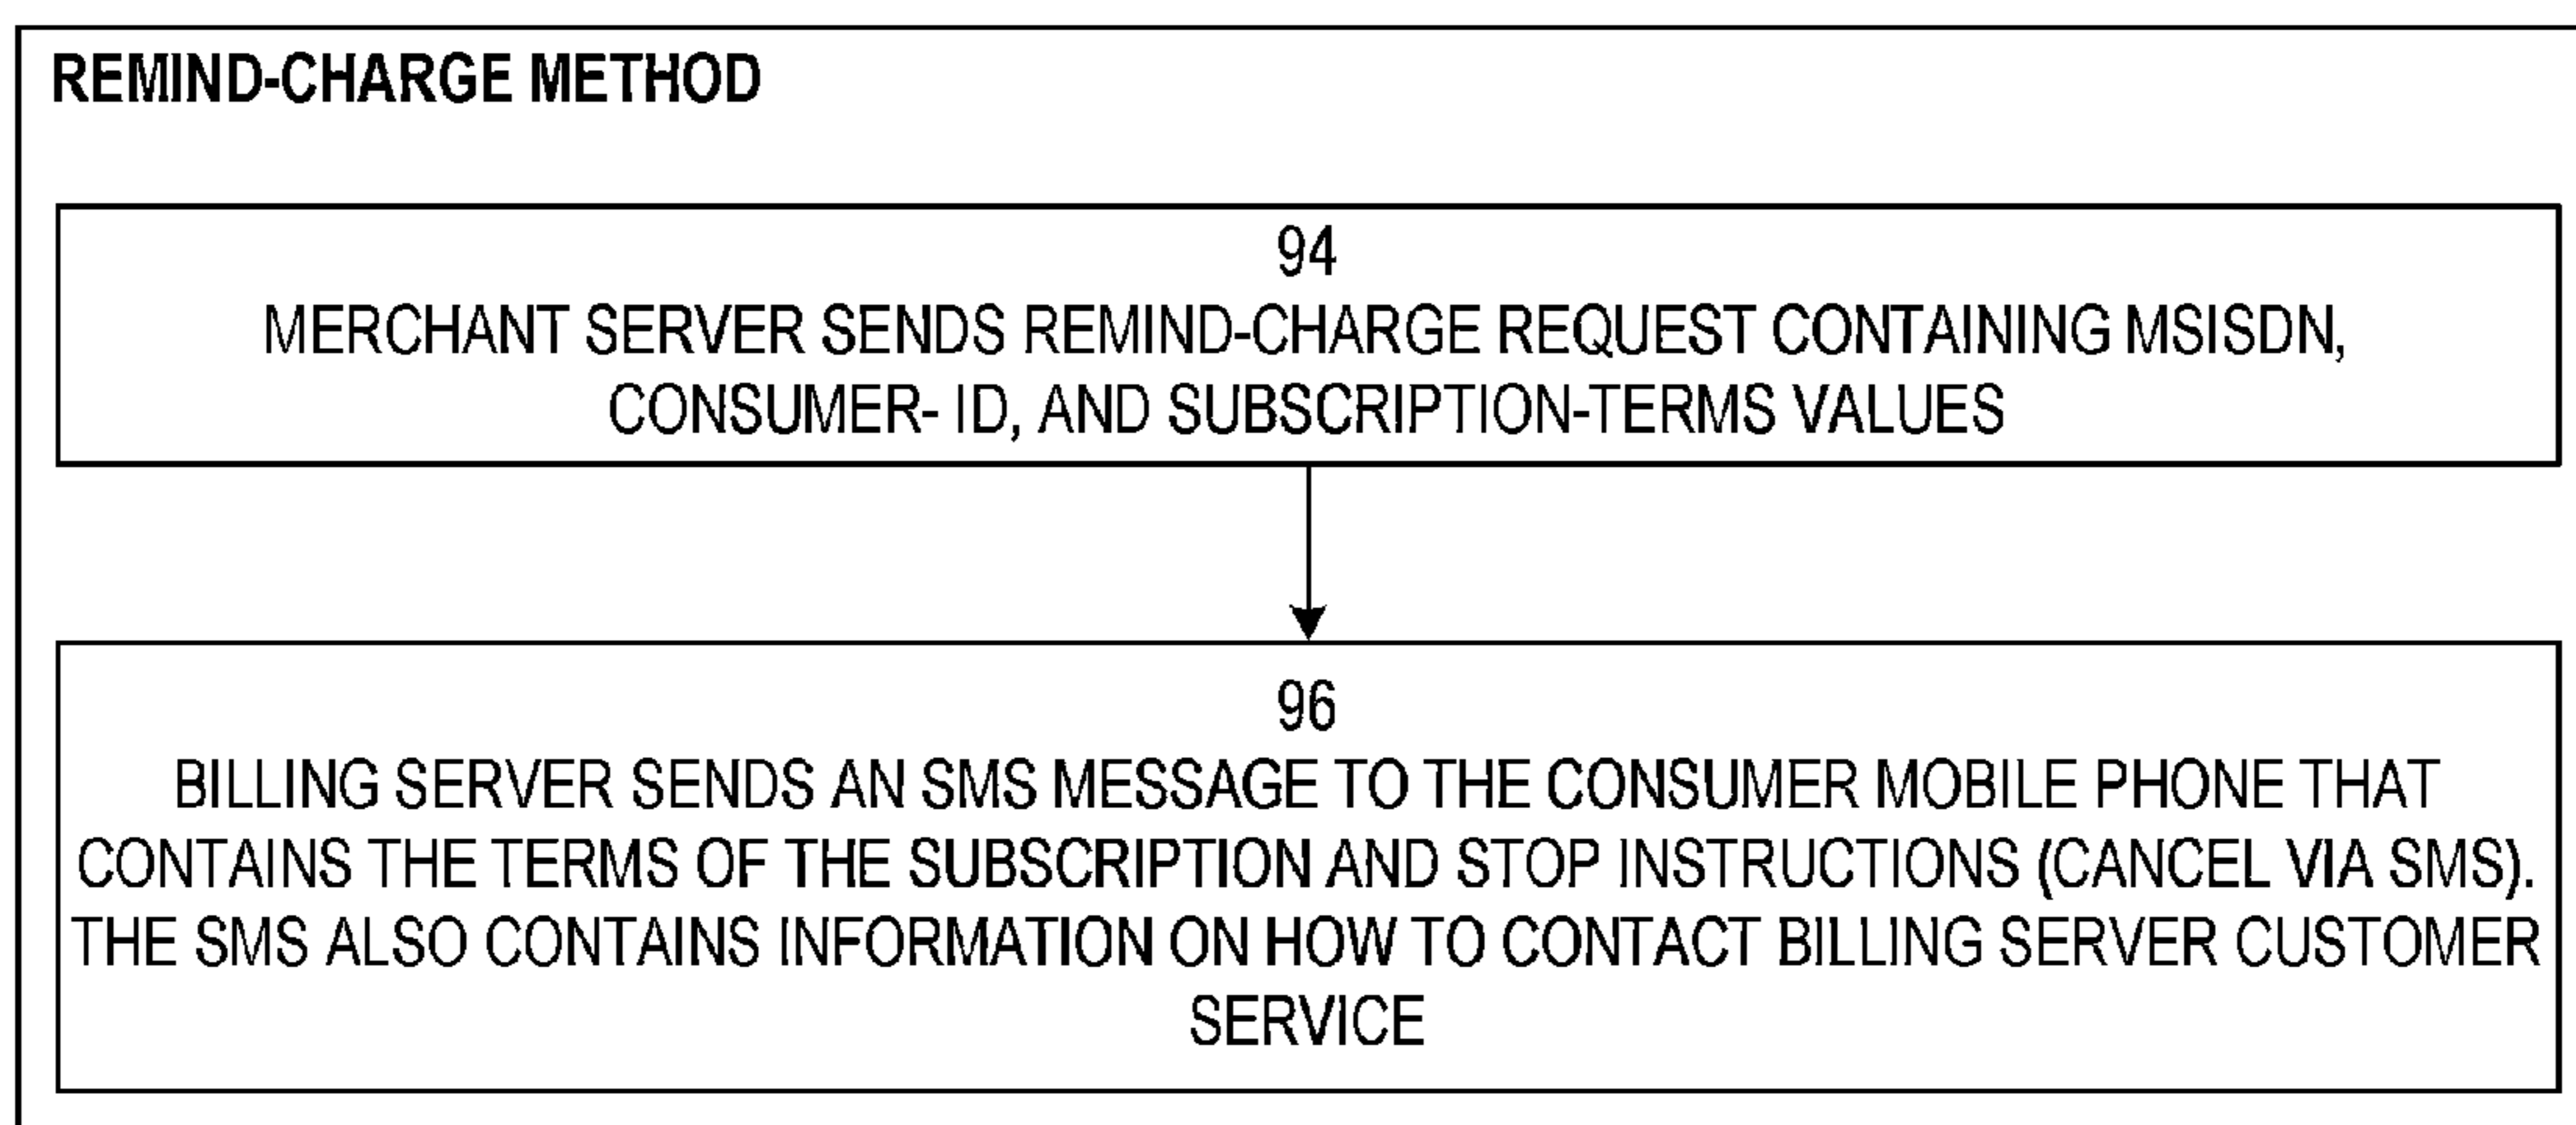 REMIND-CHARGE METHOD
94
MERCHANT SERVER SENDS REMIND-CHARGE REQUEST CONTAINING MSISDN,
CONSUMER- ID, AND SUBSCRIPTION-TERMS VALUES
96
BILLING SERVER SENDS AN SMS MESSAGE TO THE CONSUMER MOBILE PHONE THAT
CONTAINS THE TERMS OF THE SUBSCRIPTION AND STOP INSTRUCTIONS (CANCEL VIA SMS).
THE SMS ALSO CONTAINS INFORMATION ON HOW TO CONTACT BILLING SERVER CUSTOMER
SERVICE